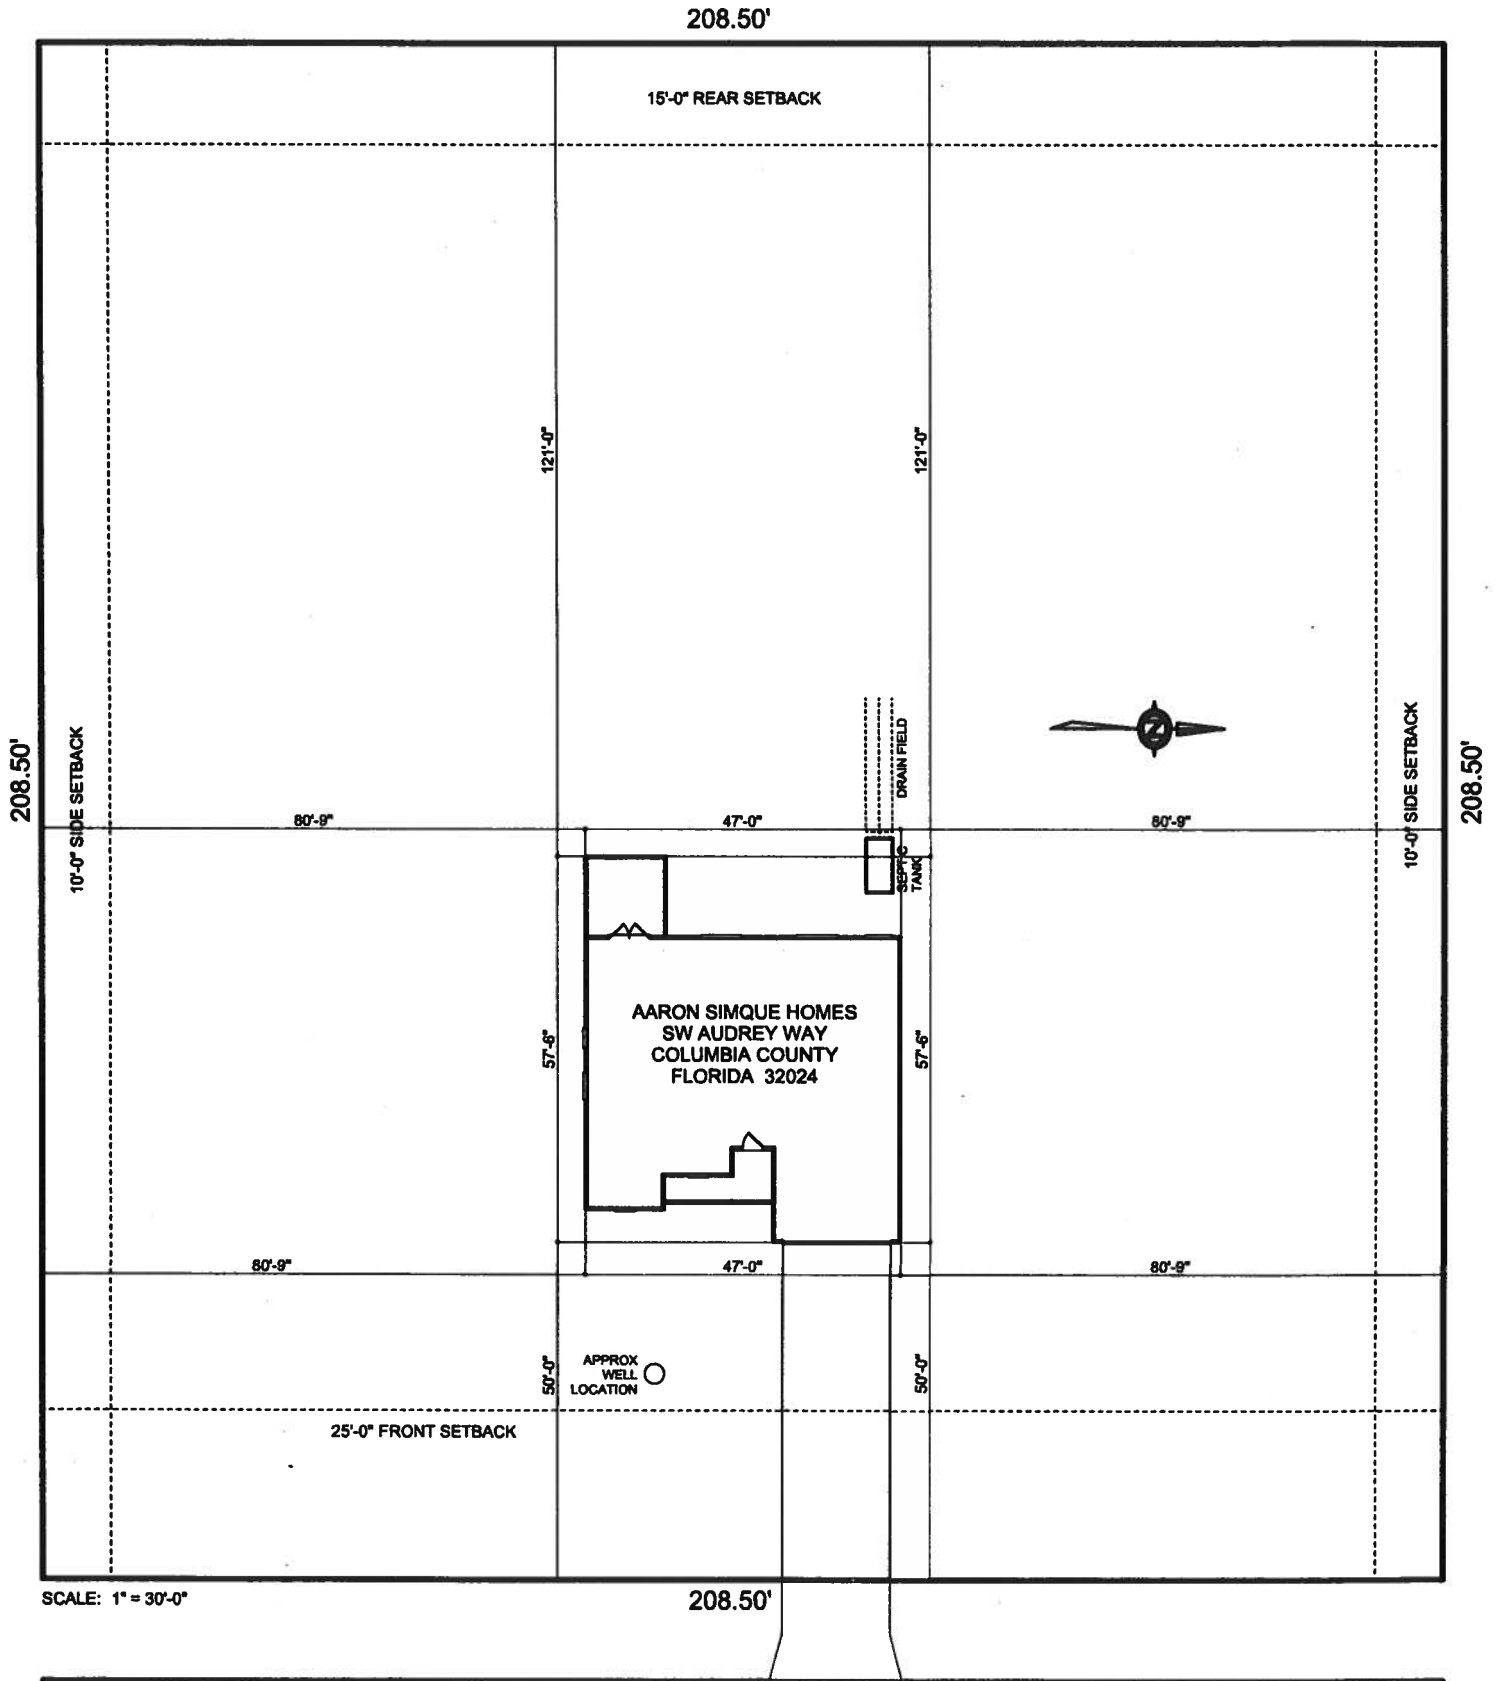 208.50'
15'-0" REAR SETBACK
121'-0"
121'-0"
208.50'
10'-0" SIDE SETBACK
DRAIN FIELD
Z
10'-0" SIDE SETBACK
208.50'
80'-9"
47'-0"
80'-9"
SEPTIC
TANK
AARON SIMQUE HOMES
SW AUDREY WAY
COLUMBIA COUNTY
FLORIDA 32024
57'-6"
57'-6"
80'-9"
47'-0"
80'-9"
50'-0"
APPROX
WELL
LOCATION
50'-0"
25'-0" FRONT SETBACK
SCALE: 1" = 30'-0"
208.50'